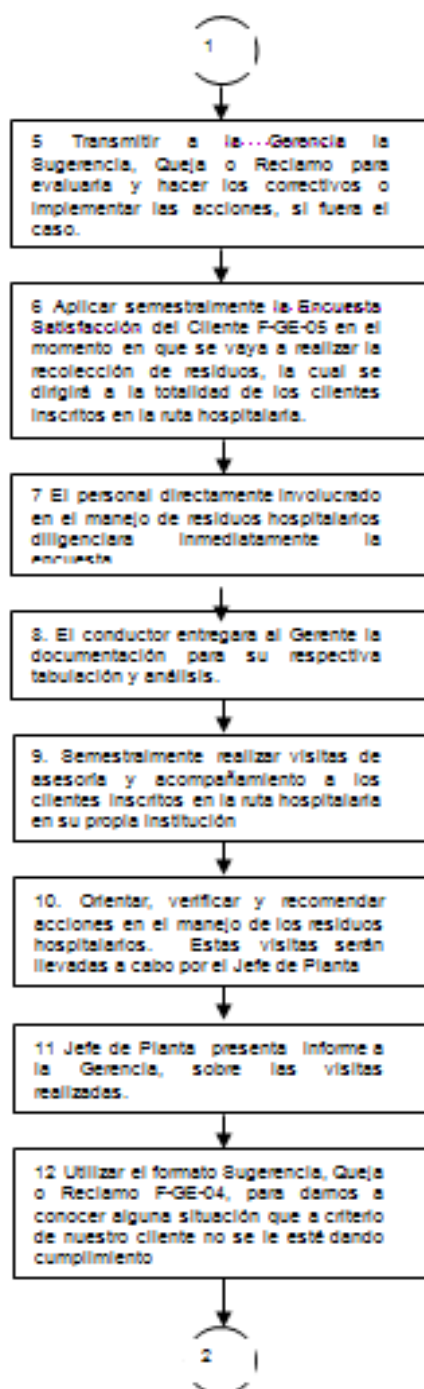 1
5 Transmitir a la Gerencia la
Sugerencia, Queja o Reclamo para
evaluarla y hacer los correctivos o
implementar las acciones, si fuera el
caso.
6 Aplicar semestralmente la Encuesta
Satisfacción del Cliente F-GE-05 en el
momento en que se vaya a realizar la
recolección de residuos, la cual se
dirigirá a la totalidad de los clientes
inscritos en la ruta hospitalaria.
7 El personal directamente involucrado
en el manejo de residuos hospitalarios
diligenciara inmediatamente la
encuesta
8. El conductor entregara al Gerente la
documentación para su respectiva
tabulación y análisis.
9. Semestralmente realizar visitas de
asesoría y acompañamiento a los
clientes inscritos en la ruta hospitalaria
en su propia institución
10. Orientar, verificar y recomendar
acciones en el manejo de los residuos
hospitalarios. Estas visitas serán
llevadas a cabo por el Jefe de Planta
11 Jefe de Planta presenta informe a
la Gerencia, sobre las visitas
realizadas.
12 Utilizar el formato Sugerencia, Queja
o Reclamo F-GE-04, para darnos a
conocer alguna situación que a criterio
de nuestro cliente no se le esté dando
cumplimiento
2